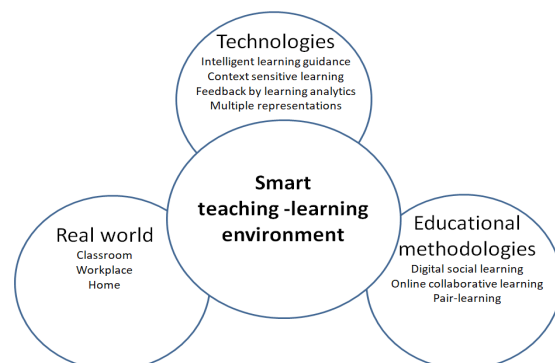 Technologies
Intelligent learning guidance
Context sensitive learning
Feedback by learning analytics
Multiple representations
Smart
teaching -learning
environment
Real world
Classroom
Workplace
Home
Educational
methodologies
Digital social learning
Online collaborative learning
Pair-learning